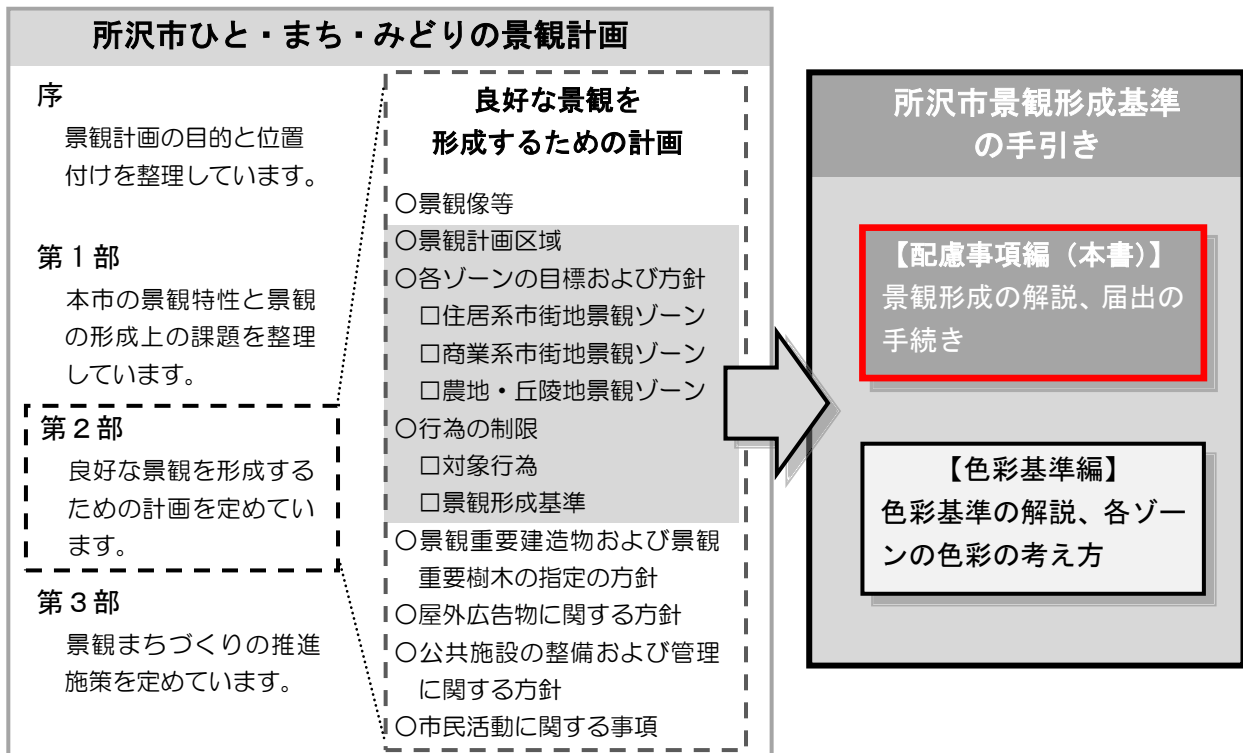 所沢市ひと・まち・みどりの景観計画
序
景観計画の目的と位置
付けを整理しています。
第1部
本市の景観特性と景観
の形成上の課題を整理
しています。
第2部
良好な景観を形成する
ための計画を定めてい
ます。
第3部
景観まちづくりの推進
施策を定めています。
良好な景観を
形成するための計画
〇景観像等
〇景観計画区域
〇各ゾーンの目標および方針
□住居系市街地景観ゾーン
□商業系市街地景観ゾーン
□農地・丘陵地景観ゾーン
〇行為の制限
□対象行為
□景観形成基準
〇景観重要建造物および景観
重要樹木の指定の方針
〇屋外広告物に関する方針
〇公共施設の整備および管理
に関する方針
〇市民活動に関する事項
所沢市景観形成基準
の手引き
【配慮事項編（本書）】
景観形成の解説、届出の
手続き
【色彩基準編】
色彩基準の解説、各ゾー
ンの色彩の考え方